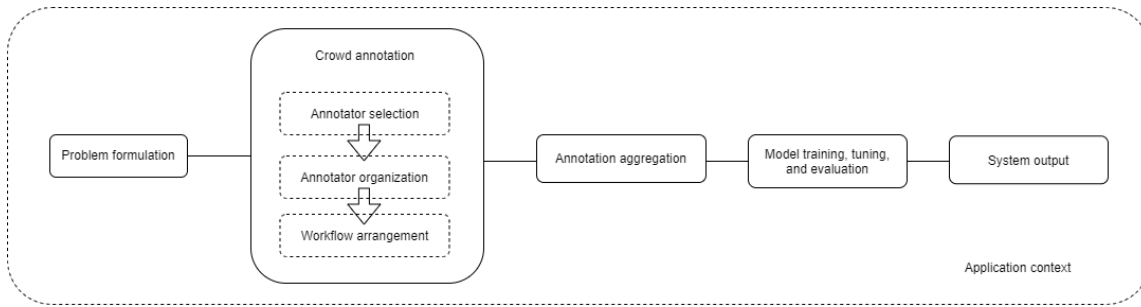 Crowd annotation
Annotator selection
Problem formulation
Annotator organization
Workflow arrangement
Annotation aggregation
Model training, tuning,
and evaluation
System output
Application context